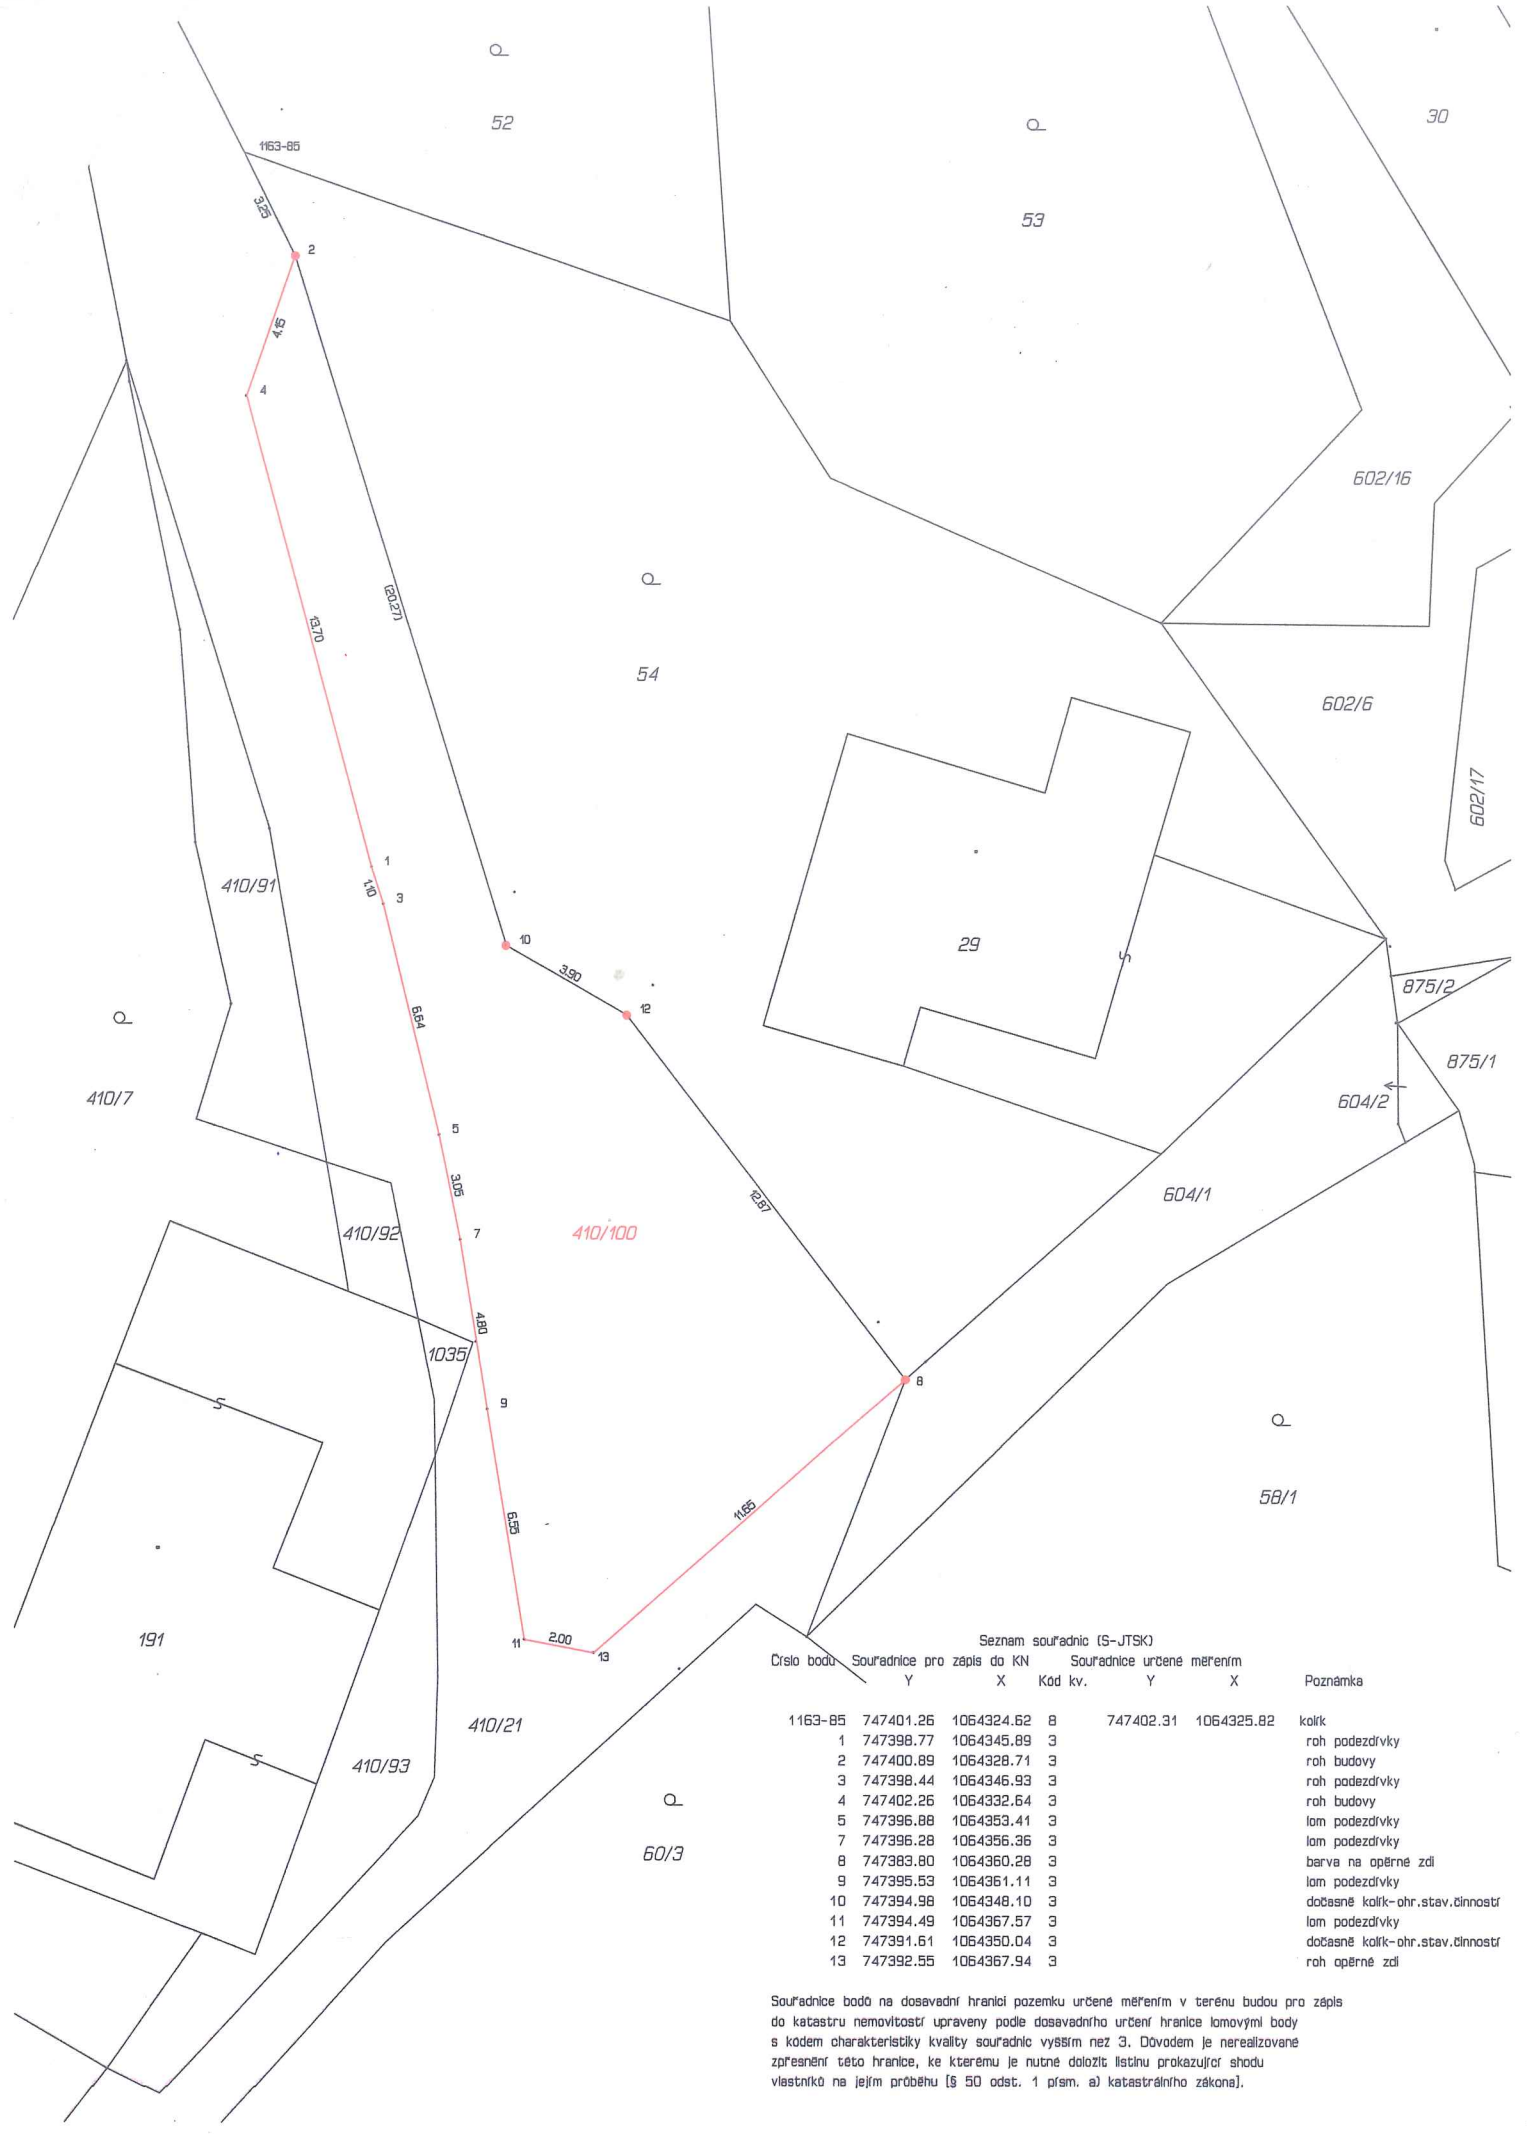 52
53
30
1163-85
3.25
2
4.15
4
602/16
13.70
(20.27)
54
602/6
602/17
1
410/91
1.10
3
10
29
3.90
875/2
12
6.64
410/7
875/1
604/2
5
3.05
12.87
604/1
7
410/92
410/100
4.80
1035
8
9
58/1
11.65
6.55
191
11
2.00
13
410/21
410/93
60/3
Seznam souřadnic (S-JTSK)
Číslo bodu Souřadnice pro zápis do KN Souřadnice určené měřením
Y X Kód kv. Y X Poznámka
1163-85 747401.26 1064324.62 8 747402.31 1064325.82 kolík
1 747398.77 1064345.89 3 roh podezdívky
2 747400.89 1064328.71 3 roh budovy
3 747398.44 1064346.93 3 roh podezdívky
4 747402.26 1064332.64 3 roh budovy
5 747396.88 1064353.41 3 lom podezdívky
7 747396.28 1064356.36 3 lom podezdívky
8 747383.80 1064360.28 3 barva na opěrné zdi
9 747395.53 1064361.11 3 lom podezdívky
10 747394.98 1064348.10 3 dočasně kolík-ohr.stav.činností
11 747394.49 1064367.57 3 lom podezdívky
12 747391.61 1064350.04 3 dočasně kolík-ohr.stav.činností
13 747392.55 1064367.94 3 roh opěrné zdi
Souřadnice bodů na dosavadní hranici pozemku určené měřením v terénu budou pro zápis
do katastru nemovitostí upraveny podle dosavadního určení hranice lomovými body
s kódem charakteristiky kvality souřadnic vyšším než 3. Důvodem je nerealizované
zpřesnění této hranice, ke kterému je nutné doložit listinu prokazující shodu
vlastníků na jejím průběhu [§ 50 odst. 1 písm. a) katastrálního zákona].